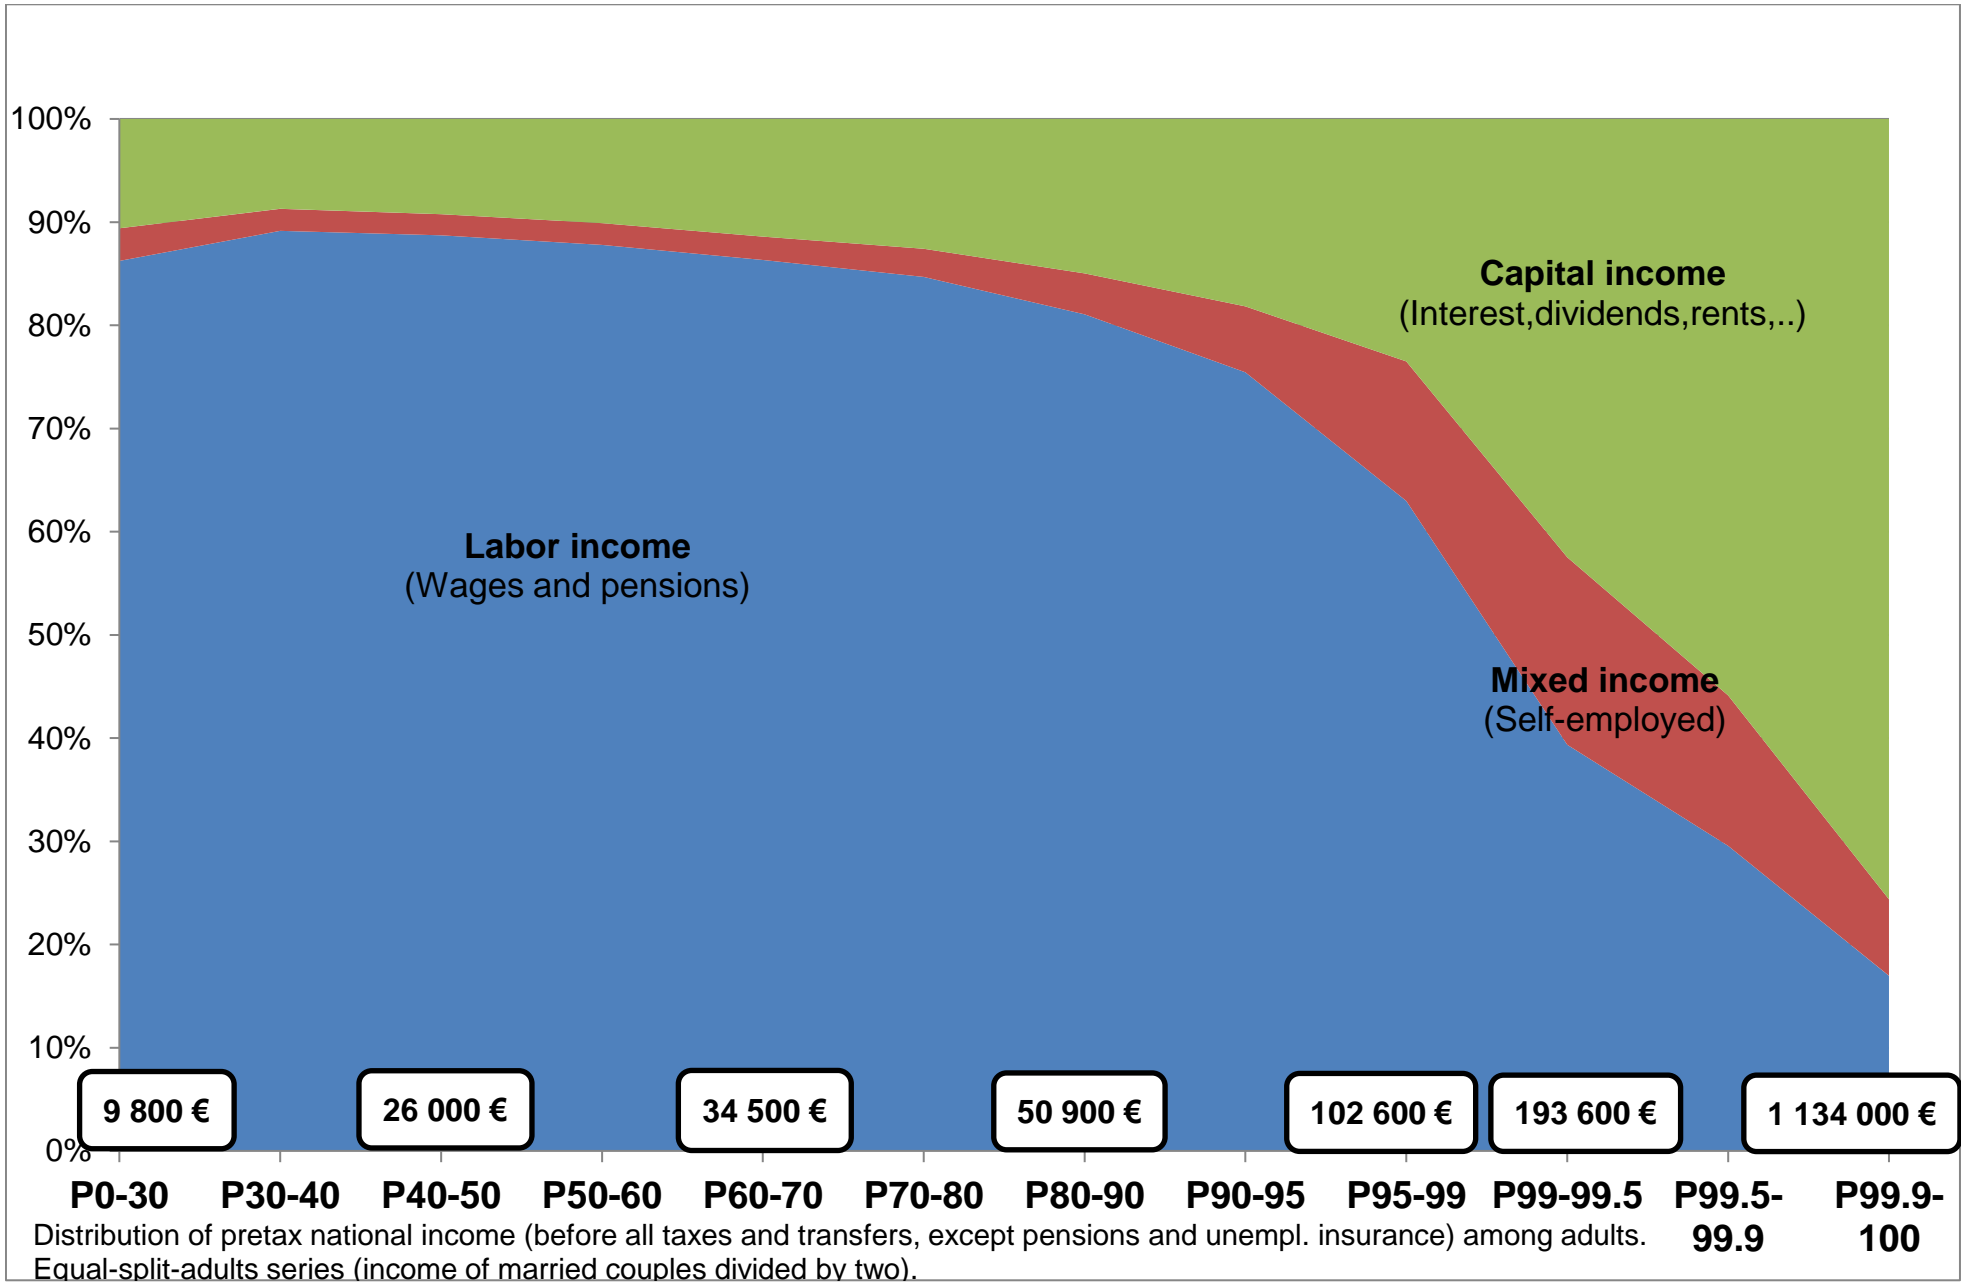 100%
90%
80%
70%
60%
50%
40%
30%
20%
10%
0%
Capital income
(Interest,dividends,rents,..)
Labor income
(Wages and pensions)
Mixed income
(Self-employed)
9 800 €
26 000 €
34 500 €
50 900 €
102 600 €
193 600 €
1 134 000 €
P0-30
P30-40
P40-50
P50-60
P60-70
P70-80
P80-90
P90-95
P95-99
P99-99.5
P99.5-
99.9
P99.9-
100
Distribution of pretax national income (before all taxes and transfers, except pensions and unempl. insurance) among adults.
Equal-split-adults series (income of married couples divided by two).